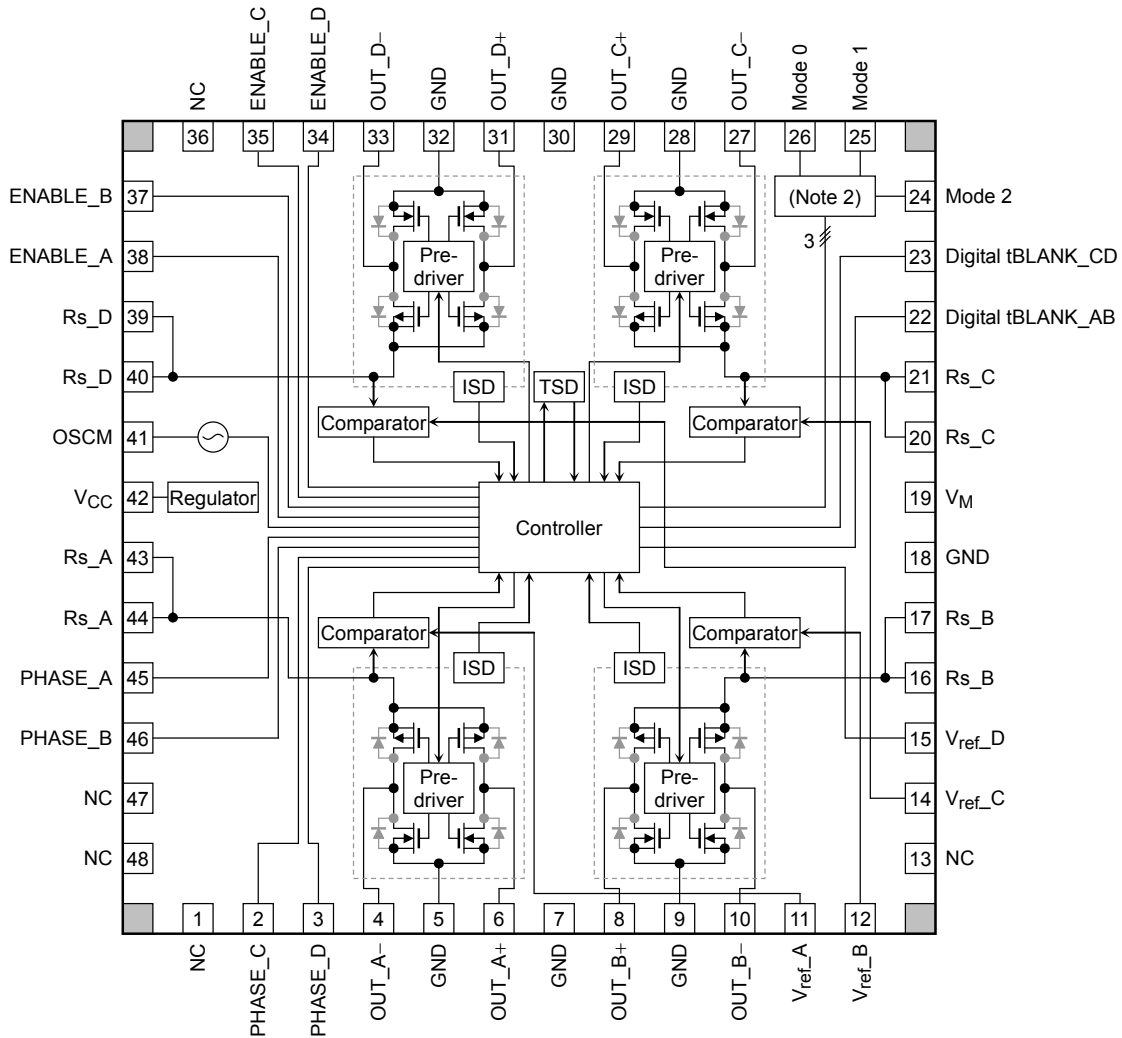 NC
ENABLE_C
ENABLE_D
OUT_D−
GND
OUT_D+
GND
OUT_C+
GND
OUT_C−
Mode 0
Mode 1
36
35
34
33
32
31
30
29
28
27
26
25
ENABLE_B
37
(Note 2)
24
Mode 2
3
ENABLE_A
38
Pre-
driver
Pre-
driver
23
Digital tBLANK_CD
Rs_D
39
22
Digital tBLANK_AB
Rs_D
40
ISD
TSD
ISD
21
Rs_C
OSCM
41
Comparator
Comparator
20
Rs_C
VCC
42
Regulator
19
VM
Controller
Rs_A
43
18
GND
Rs_A
44
Comparator
Comparator
17
Rs_B
PHASE_A
45
ISD
ISD
16
Rs_B
PHASE_B
46
15
Vref_D
NC
47
Pre-
driver
Pre-
driver
14
Vref_C
NC
48
13
NC
1
2
3
4
5
6
7
8
9
10
11
12
NC
PHASE_C
PHASE_D
OUT_A−
GND
OUT_A+
GND
OUT_B+
GND
OUT_B−
Vref_A
Vref_B